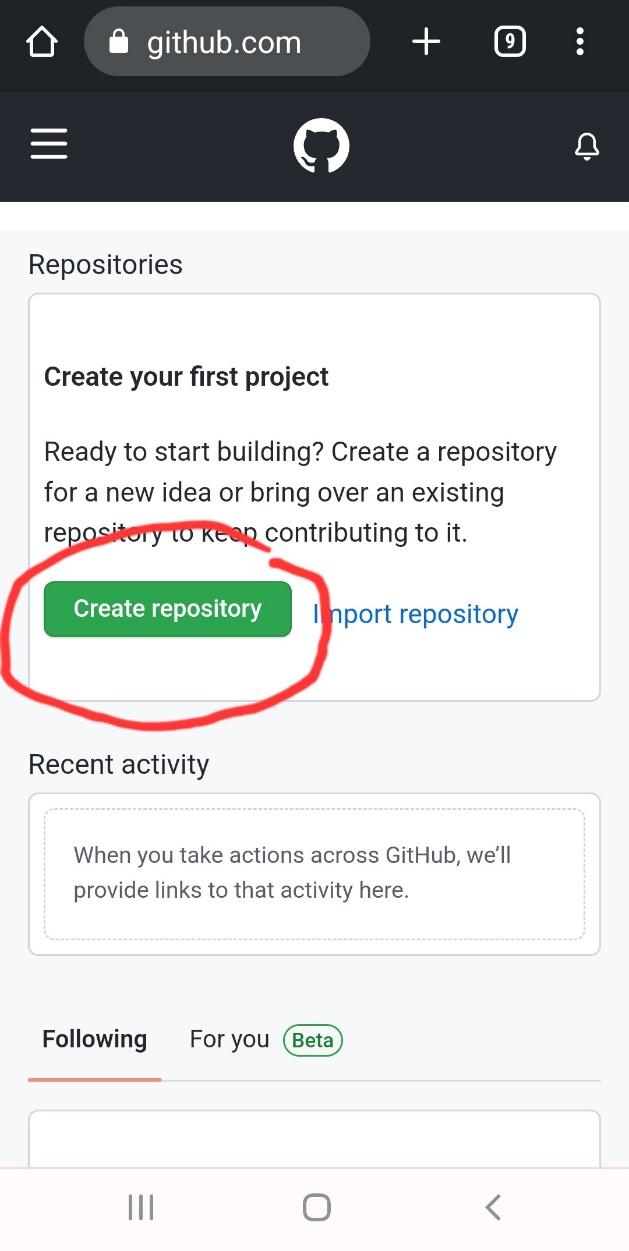 github.com
9
Repositories
Create your first project
Ready to start building? Create a repository
for a new idea or bring over an existing
repository to keep contributing to it.
Create repository
Import repository
Recent activity
When you take actions across GitHub, we’ll
provide links to that activity here.
Following
For you
Beta